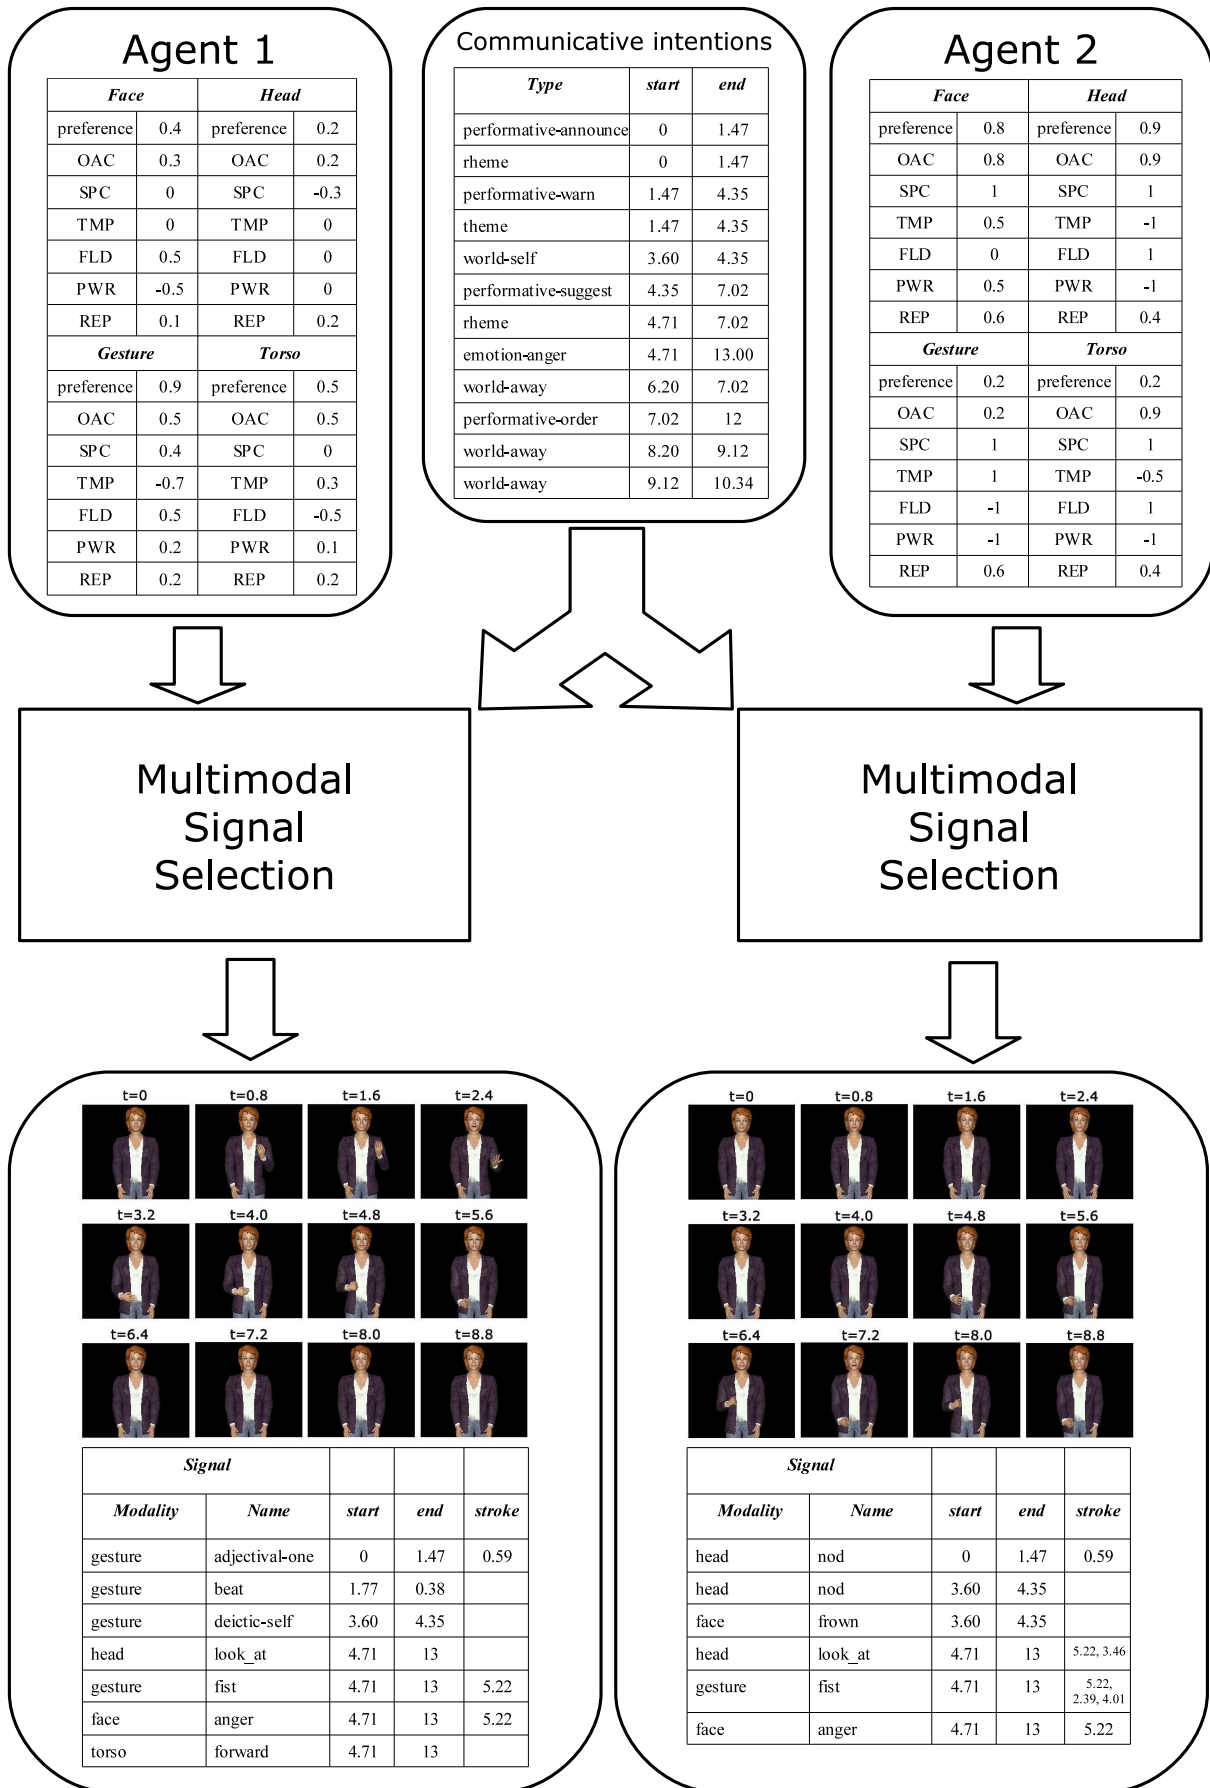 Agent 1
Face Head
preference 0.4 preference 0.2
OAC 0.3 OAC 0.2
SPC 0 SPC -0.3
TMP 0 TMP 0
FLD 0.5 FLD 0
PWR -0.5 PWR 0
REP 0.1 REP 0.2
Gesture Torso
preference 0.9 preference 0.5
OAC 0.5 OAC 0.5
SPC 0.4 SPC 0
TMP -0.7 TMP 0.3
FLD 0.5 FLD -0.5
PWR 0.2 PWR 0.1
REP 0.2 REP 0.2
Communicative intentions
Type start end
performative-announce 0 1.47
rheme 0 1.47
performative-warn 1.47 4.35
theme 1.47 4.35
world-self 3.60 4.35
performative-suggest 4.35 7.02
rheme 4.71 7.02
emotion-anger 4.71 13.00
world-away 6.20 7.02
performative-order 7.02 12
world-away 8.20 9.12
world-away 9.12 10.34
Agent 2
Face Head
preference 0.8 preference 0.9
OAC 0.8 OAC 0.9
SPC 1 SPC 1
TMP 0.5 TMP -1
FLD 0 FLD 1
PWR 0.5 PWR -1
REP 0.6 REP 0.4
Gesture Torso
preference 0.2 preference 0.2
OAC 0.2 OAC 0.9
SPC 1 SPC 1
TMP 1 TMP -0.5
FLD -1 FLD 1
PWR -1 PWR -1
REP 0.6 REP 0.4
Multimodal
Signal
Selection
Multimodal
Signal
Selection
t=0 t=0.8 t=1.6 t=2.4
t=3.2 t=4.0 t=4.8 t=5.6
t=6.4 t=7.2 t=8.0 t=8.8
Signal
Modality Name start end stroke
gesture adjectival-one 0 1.47 0.59
gesture beat 1.77 0.38
gesture deictic-self 3.60 4.35
head look_at 4.71 13
gesture fist 4.71 13 5.22
face anger 4.71 13 5.22
torso forward 4.71 13
t=0 t=0.8 t=1.6 t=2.4
t=3.2 t=4.0 t=4.8 t=5.6
t=6.4 t=7.2 t=8.0 t=8.8
Signal
Modality Name start end stroke
head nod 0 1.47 0.59
head nod 3.60 4.35
face frown 3.60 4.35
head look_at 4.71 13 5.22, 3.46
gesture fist 4.71 13 5.22,
2.39, 4.01
face anger 4.71 13 5.22